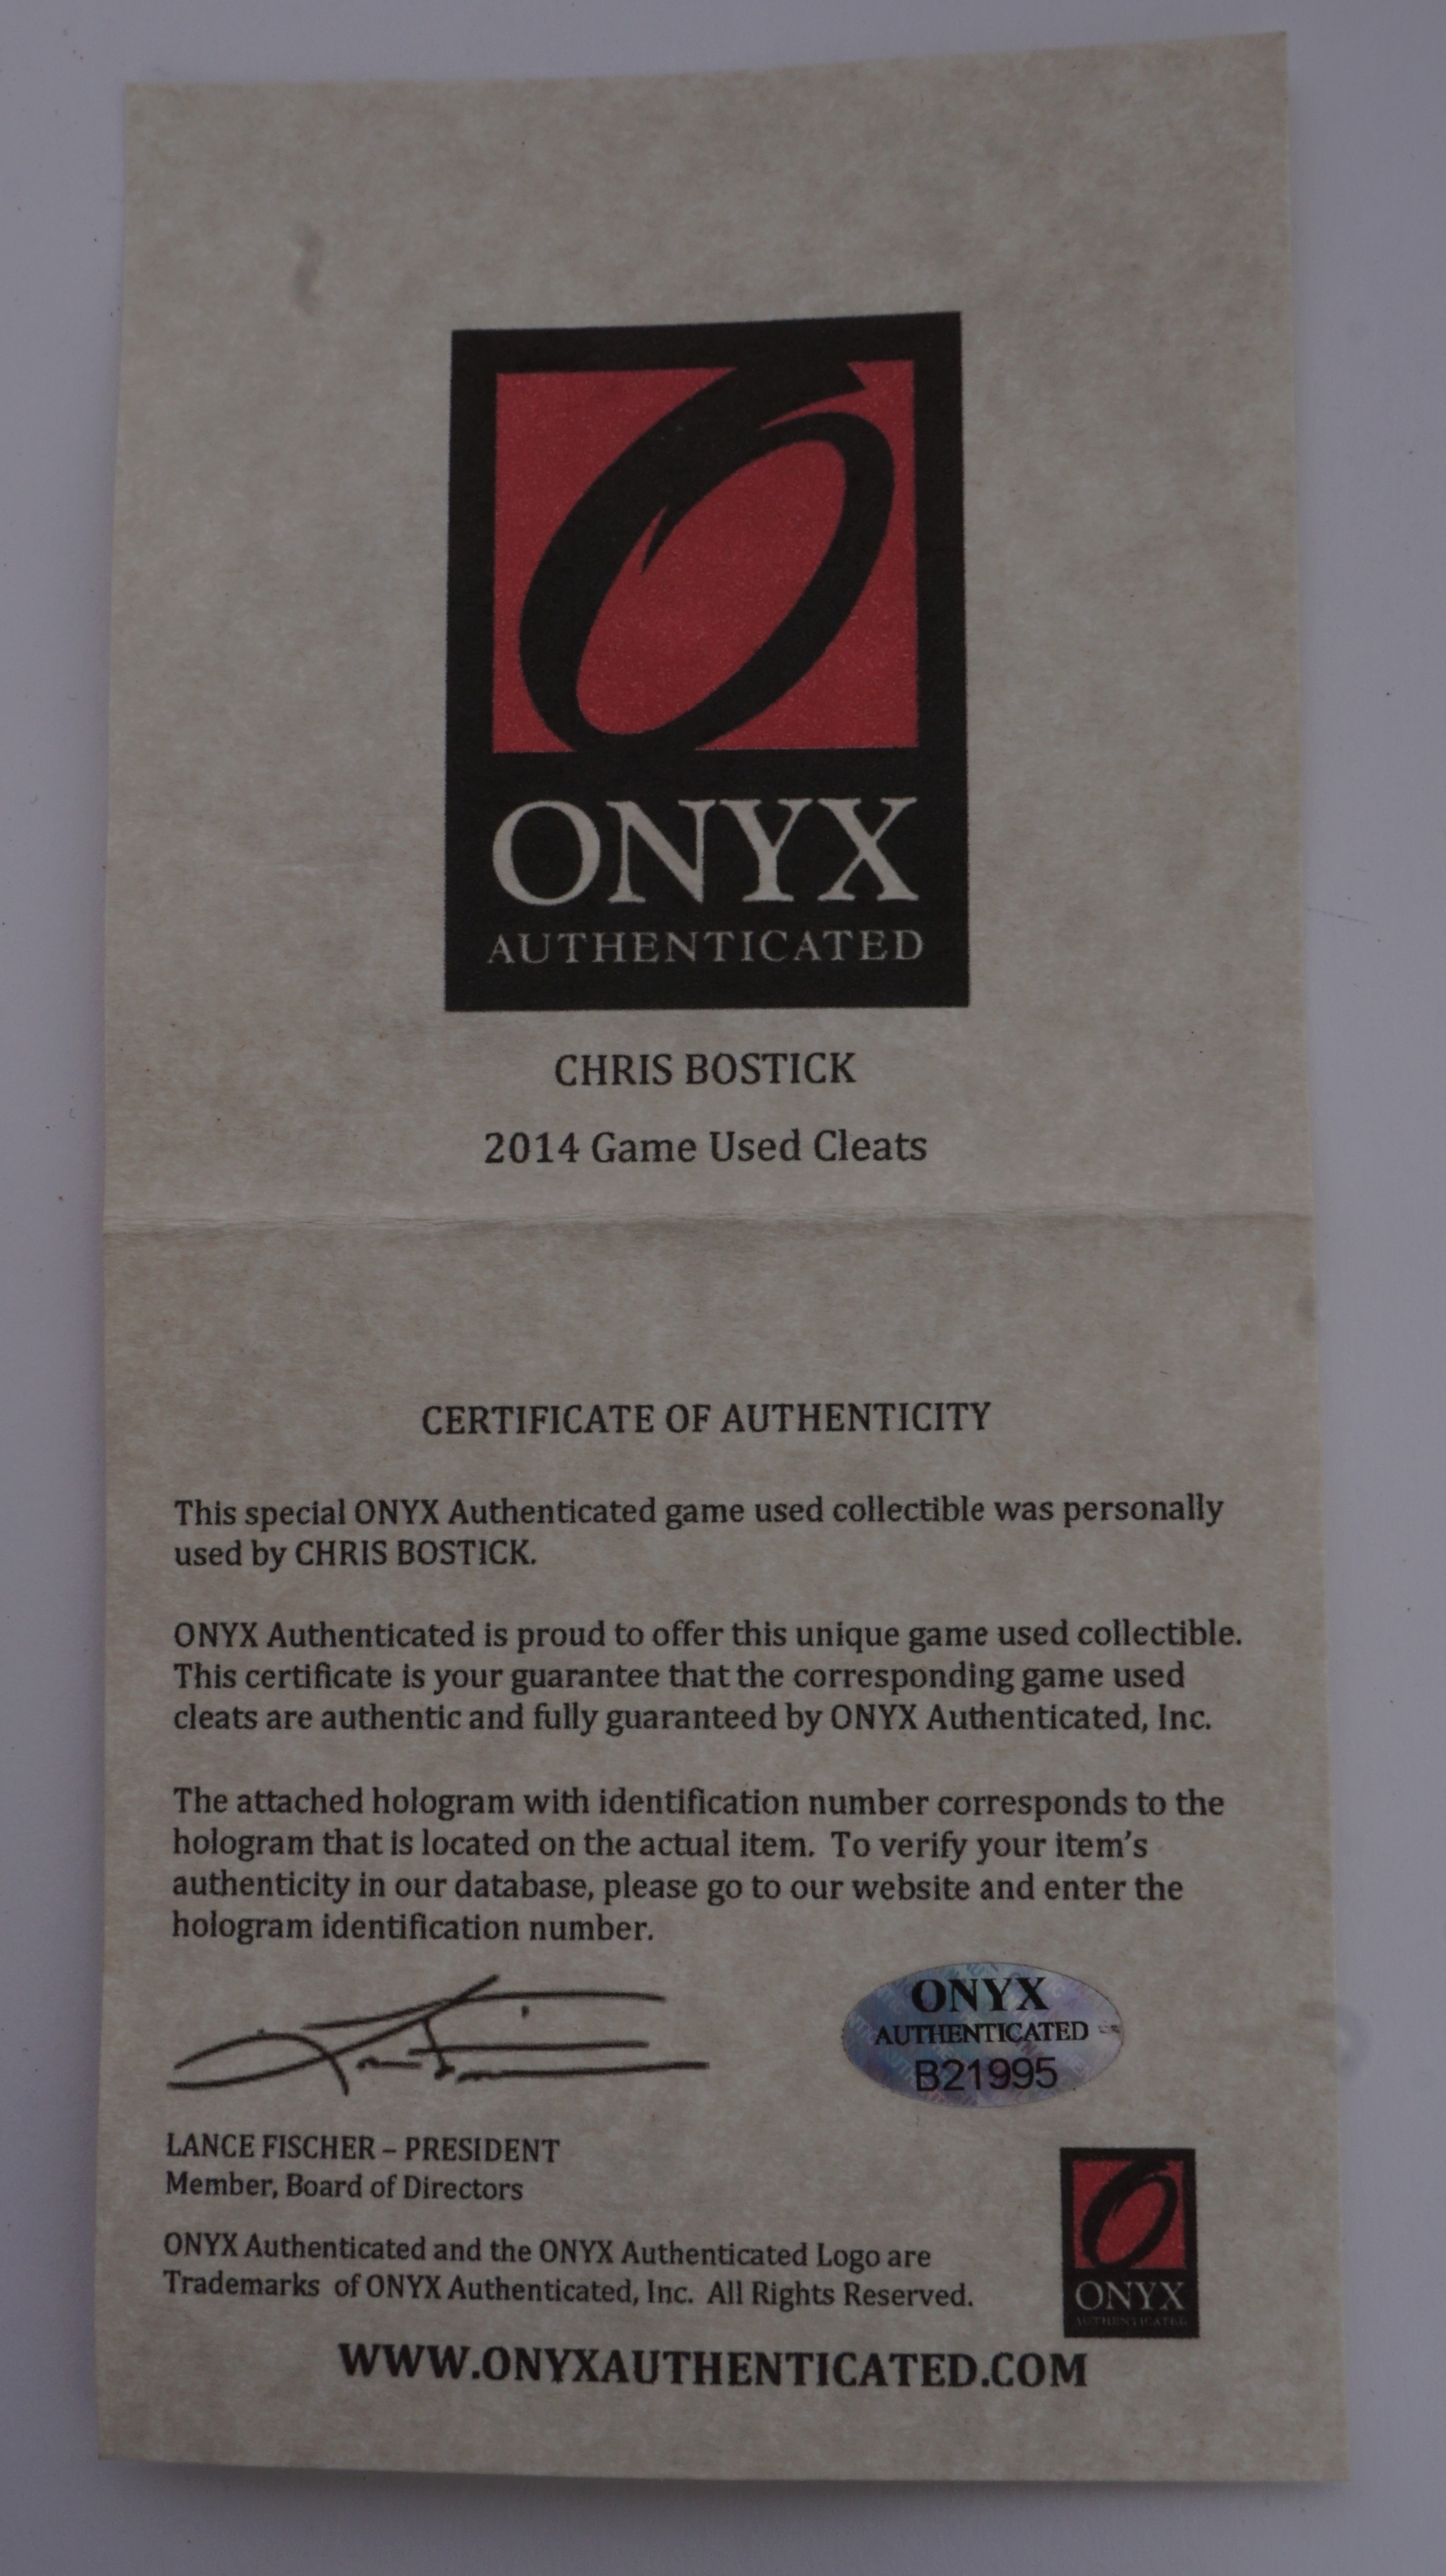 ONYX
AUTHENTICATED
CHRIS BOSTICK
2014 Game Used Cleats
CERTIFICATE OF AUTHENTICITY
This special ONYX Authenticated game used collectible was personally
used by CHRIS BOSTICK.
ONYX Authenticated is proud to offer this unique game used collectible.
This certificate is your guarantee that the corresponding game used
cleats are authentic and fully guaranteed by ONYX Authenticated, Inc.
The attached hologram with identification number corresponds to the
hologram that is located on the actual item. To verify your item's
authenticity in our database, please go to our website and enter the
hologram identification number.
ONYX
AUTHENTICATED
B21995
LANCE FISCHER – PRESIDENT
Member, Board of Directors
ONYX Authenticated and the ONYX Authenticated Logo are
Trademarks of ONYX Authenticated, Inc. All Rights Reserved.
ONYX
AUTHENTICATED
WWW.ONYXAUTHENTICATED.COM